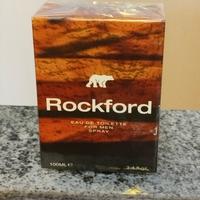 Rockford
EAU DE TOILETTE
FOR MEN
SPRAY
100ML ℮ 3.4 fl.oz.